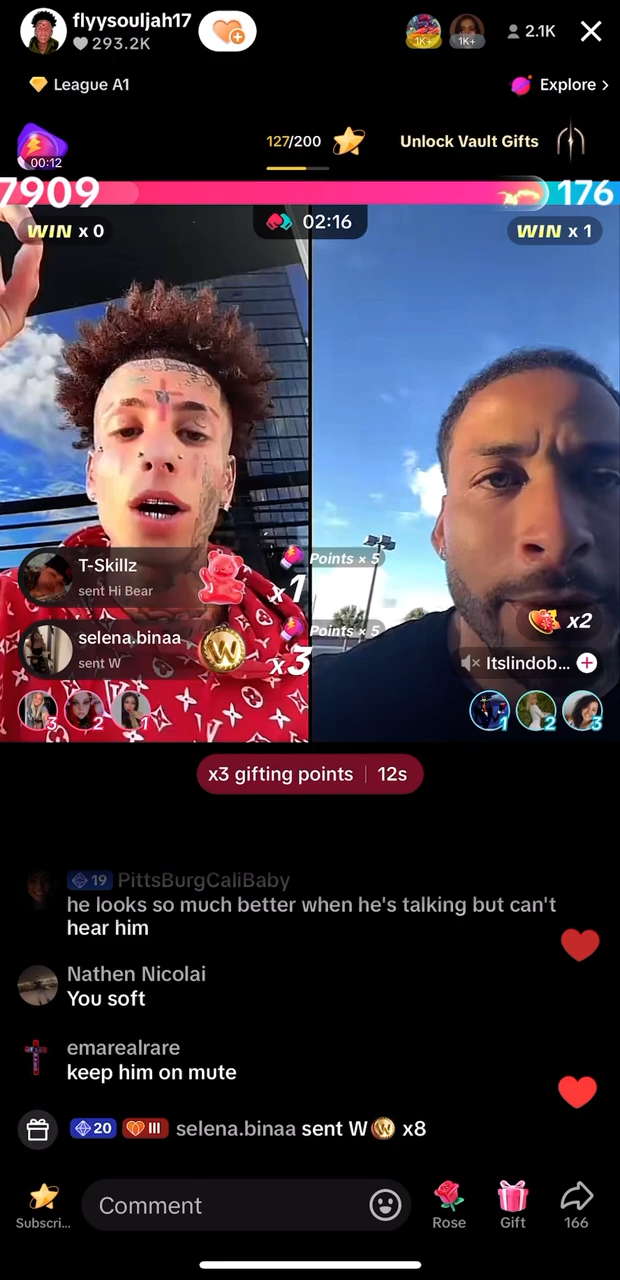 flyysouljah17
293.2K
1K+
1K+
2.1K
League A1
Explore >
00:12
127/200
Unlock Vault Gifts
7909
176
WIN x 0
02:16
WIN x 1
T-Skillz
sent Hi Bear
x1
Points × 5
selena.binaa
sent W
W
x3
Points × 5
x2
Itslindob...
3
2
1
1
2
3
x3 gifting points | 12s
19 PittsBurgCaliBaby
he looks so much better when he's talking but can't
hear him
Nathen Nicolai
You soft
emarealrare
keep him on mute
20 III selena.binaa sent W W x8
Comment
Subscri...
Rose
Gift
166